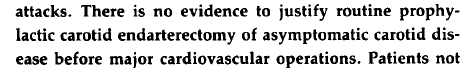 attacks. There is no evidence to justify routine prophy-
lactic carotid endarterectomy of asymptomatic carotid dis-
ease before major cardiovascular operations. Patients not